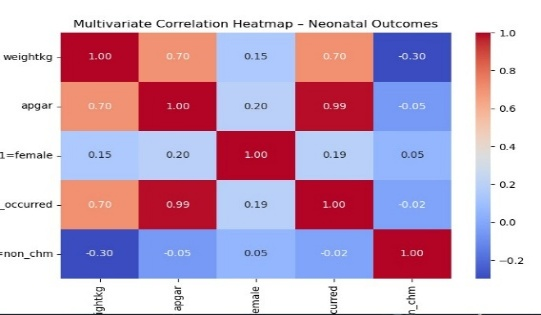 Multivariate Correlation Heatmap – Neonatal Outcomes
weightkg 1.00 0.70 0.15 0.70 -0.30
apgar 0.70 1.00 0.20 0.99 -0.05
1=female 0.15 0.20 1.00 0.19 0.05
_occurred 0.70 0.99 0.19 1.00 -0.02
=non_chm -0.30 -0.05 0.05 -0.02 1.00
ightkg apgar emale curred n_chm
1.0
0.8
0.6
0.4
0.2
0.0
−0.2